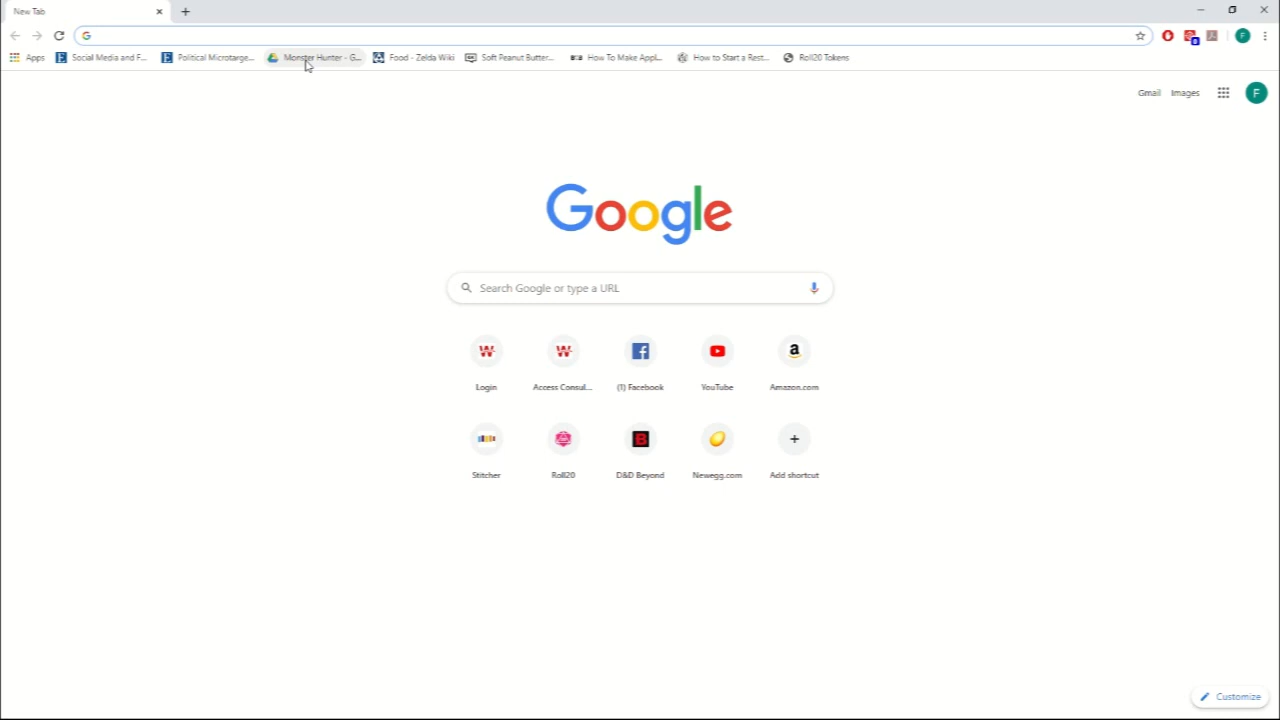 New Tab
Apps Social Media and F... Political Microtarge... Monster Hunter - G... Food - Zelda Wiki Soft Peanut Butter... How To Make Appl... How to Start a Rest... Roll20 Tokens
Gmail Images F
Google
Search Google or type a URL
Login Access Consul... (1) Facebook YouTube Amazon.com
Stitcher Roll20 D&D Beyond Newegg.com Add shortcut
Customize